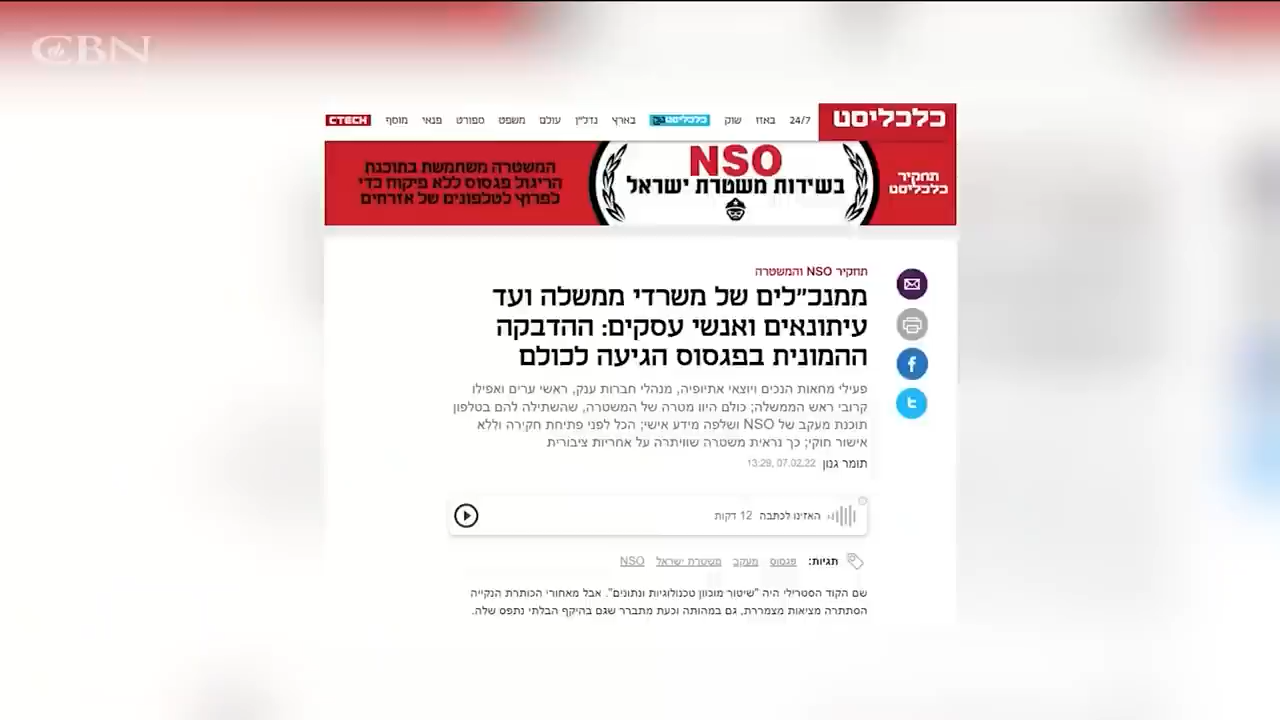 CBN
כלכליסט
24/7 באזז שוק כלכליסט בארץ נדל"ן עולם משפט ספורט פנאי מוסף CTECH
תחקיר
כלכליסט
NSO
בשירות משטרת ישראל
המשטרה משתמשת בתוכנת
הריגול פגסוס ללא פיקוח כדי
לפרוץ לטלפונים של אזרחים
תחקיר NSO והמשטרה
ממנכ"לים של משרדי ממשלה ועד
עיתונאים ואנשי עסקים: ההדבקה
ההמונית בפגסוס הגיעה לכולם
פעילי מחאות הנכים ויוצאי אתיופיה, מנהלי חברות ענק, ראשי ערים ואפילו
קרובי ראש הממשלה; כולם היוו מטרה של המשטרה, שהשתילה להם בטלפון
תוכנת מעקב של NSO ושלפה מידע אישי; הכל לפני פתיחת חקירה וללא
אישור חוקי; כך נראית משטרה שוויתרה על אחריות ציבורית
תומר גנון 07.02.22, 13:29
האזינו לכתבה 12 דקות
תגיות: פגסוס מעקב משטרת ישראל NSO
שם הקוד הסטרילי היה "שיטור מוכוון טכנולוגיות ונתונים". אבל מאחורי הכותרת הנקייה
הסתתרה מציאות מצמררת, גם במהותה וכעת מתברר שגם בהיקף הבלתי נתפס שלה.